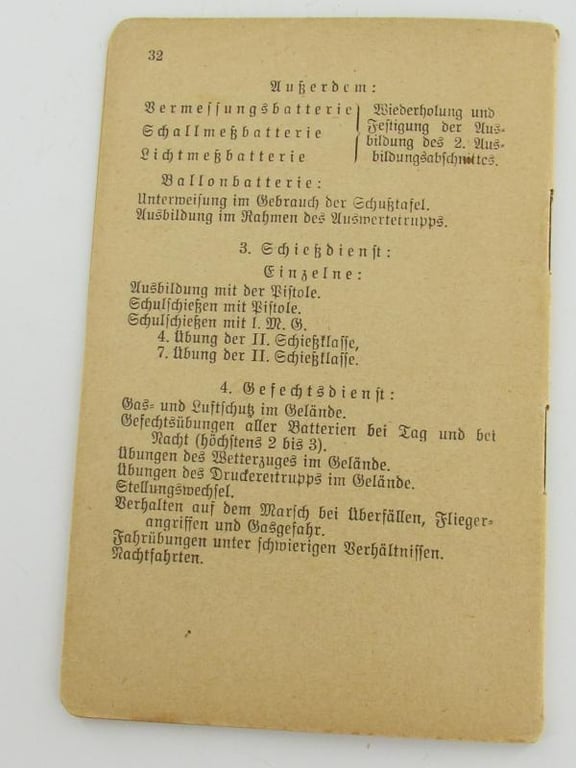 32
Außerdem:
Vermessungsbatterie
Schallmeßbatterie
Lichtmeßbatterie
Wiederholung und
Festigung der Aus-
bildung des 2. Aus-
bildungsabschnittes.
Ballonbatterie:
Unterweisung im Gebrauch der Schußtafel.
Ausbildung im Rahmen des Auswertetrupps.
3. Schießdienst:
Einzelne:
Ausbildung mit der Pistole.
Schulschießen mit Pistole.
Schulschießen mit l. M. G.
4. Übung der II. Schießklasse,
7. Übung der II. Schießklasse.
4. Gefechtsdienst:
Gas- und Luftschutz im Gelände.
Gefechtsübungen aller Batterien bei Tag und bei
Nacht (höchstens 2 bis 3).
Übungen des Wetterzuges im Gelände.
Übungen des Druckereitrupps im Gelände.
Stellungswechsel.
Verhalten auf dem Marsch bei Überfällen, Flieger-
angriffen und Gasgefahr.
Fahrübungen unter schwierigen Verhältnissen.
Nachtfahrten.